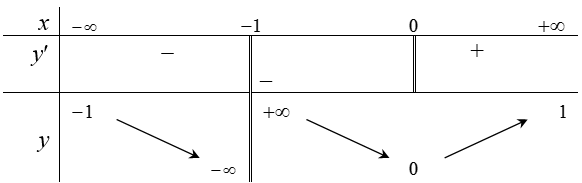 x −∞ −1 0 +∞
y′ − − +
−1 +∞ 1
y
−∞ 0